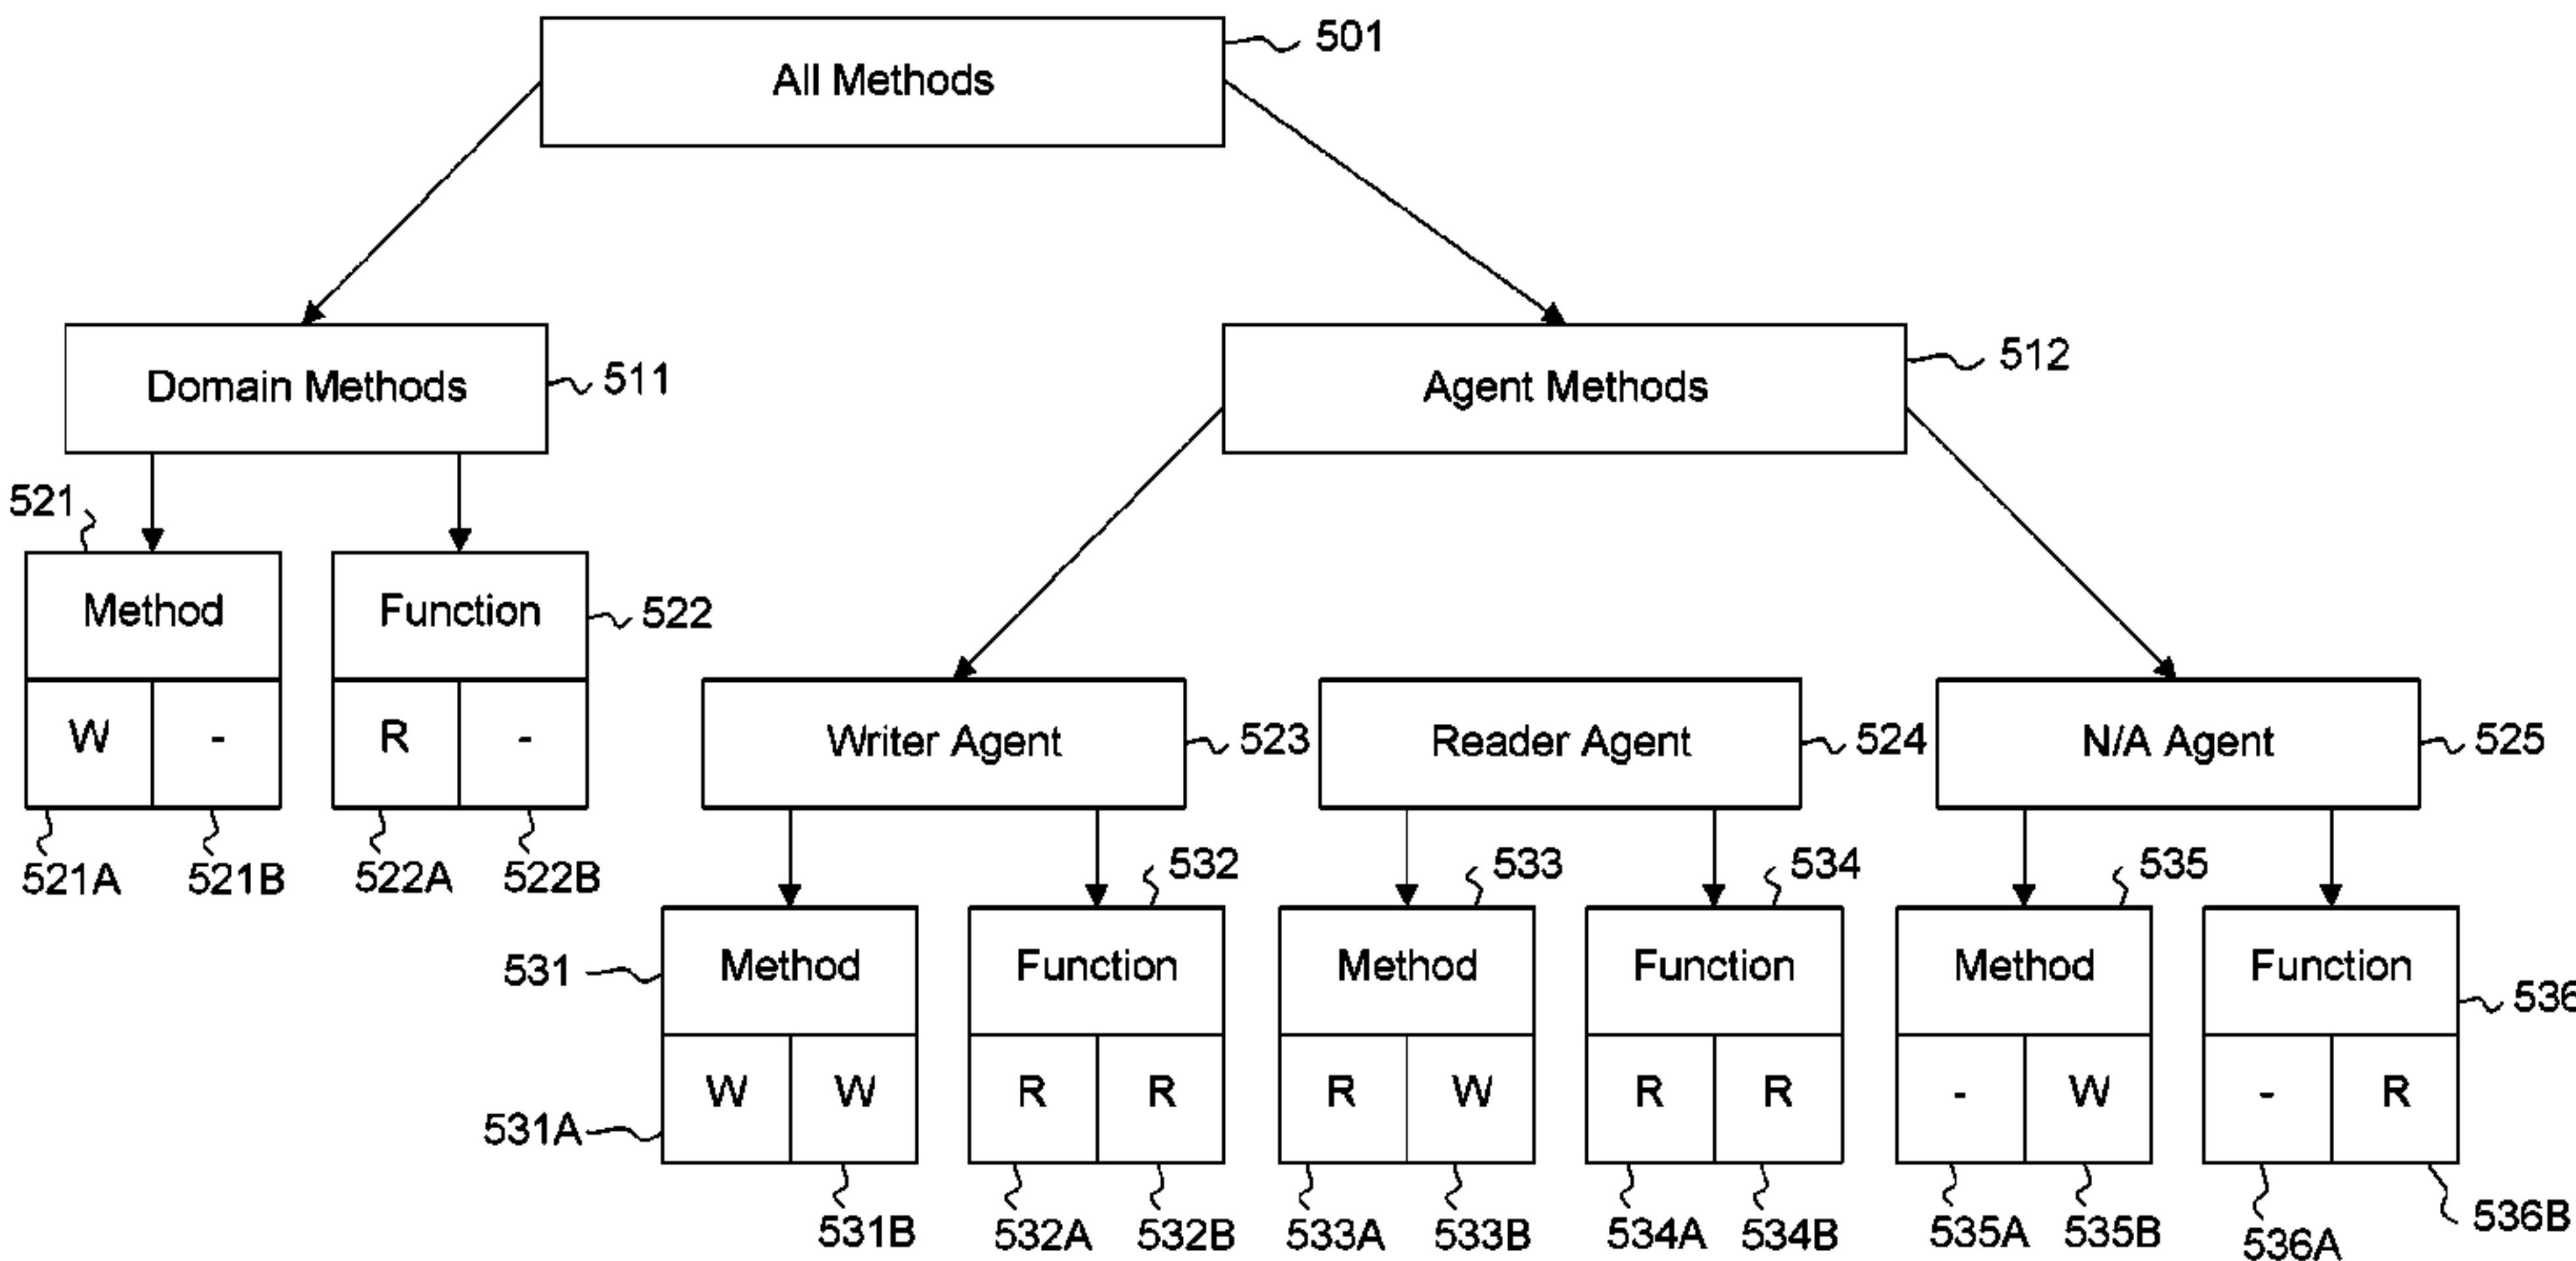 501
All Methods
Domain Methods
511
Agent Methods
512
521
Method
Function
522
W
-
R
-
521A
521B
522A
522B
Writer Agent
523
Reader Agent
524
N/A Agent
525
532
533
534
535
531
Method
Function
Method
Function
Method
Function
536
531A
W
W
R
R
R
W
R
R
-
W
-
R
531B
532A
532B
533A
533B
534A
534B
535A
535B
536A
536B